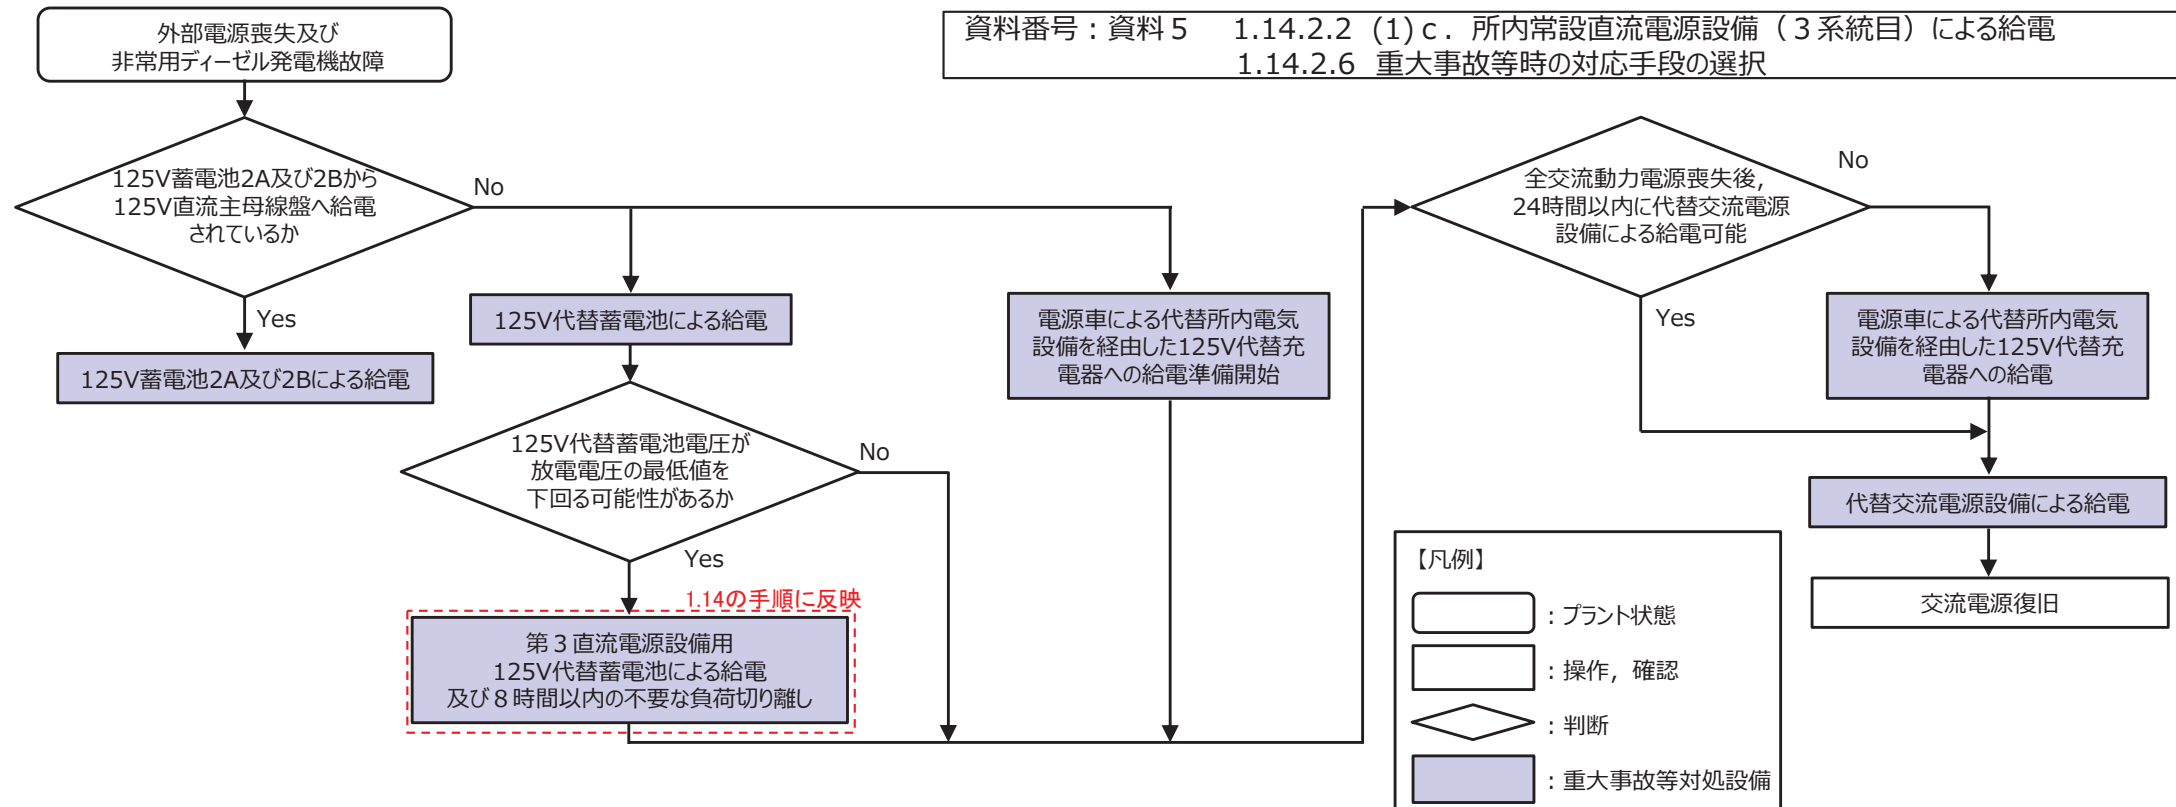 資料番号：資料５　1.14.2.2 (1)ｃ．所内常設直流電源設備（３系統目）による給電
1.14.2.6 重大事故等時の対応手段の選択
外部電源喪失及び
非常用ディーゼル発電機故障
125V蓄電池2A及び2Bから
125V直流主母線盤へ給電
されているか
No
Yes
125V蓄電池2A及び2Bによる給電
125V代替蓄電池による給電
125V代替蓄電池電圧が
放電電圧の最低値を
下回る可能性があるか
No
Yes
1.14の手順に反映
第３直流電源設備用
125V代替蓄電池による給電
及び８時間以内の不要な負荷切り離し
電源車による代替所内電気
設備を経由した125V代替充
電器への給電準備開始
全交流動力電源喪失後，
24時間以内に代替交流電源
設備による給電可能
No
Yes
電源車による代替所内電気
設備を経由した125V代替充
電器への給電
代替交流電源設備による給電
交流電源復旧
【凡例】
：プラント状態
：操作，確認
：判断
：重大事故等対処設備